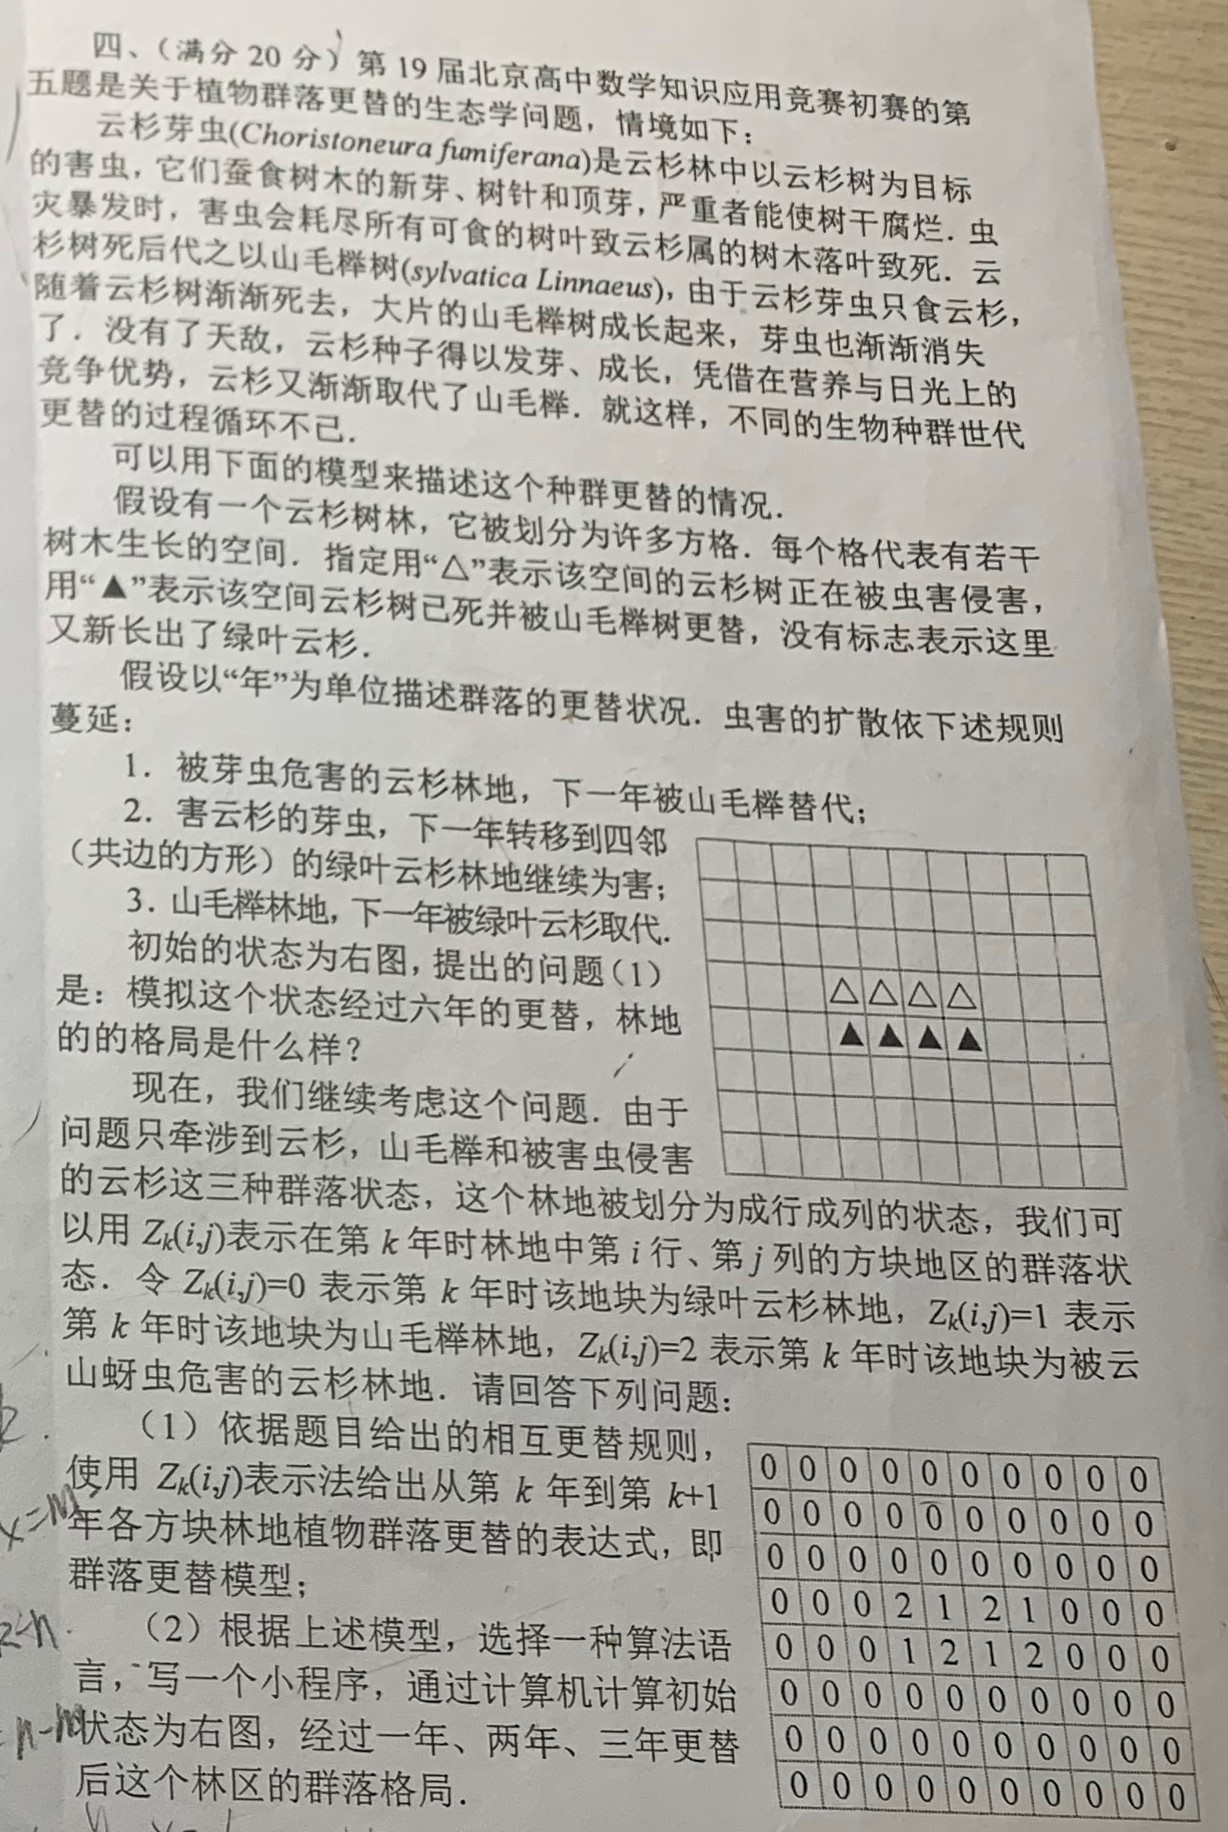 四、（满分 20 分）第 19 届北京高中数学知识应用竞赛初赛的第
五题是关于植物群落更替的生态学问题，情境如下：
云杉芽虫(Choristoneura fumiferana)是云杉林中以云杉树为目标
的害虫，它们蚕食树木的新芽、树针和顶芽，严重者能使树干腐烂．虫
灾暴发时，害虫会耗尽所有可食的树叶致云杉属的树木落叶致死．云
杉树死后代之以山毛榉树(sylvatica Linnaeus)，由于云杉芽虫只食云杉，
随着云杉树渐渐死去，大片的山毛榉树成长起来，芽虫也渐渐消失
了．没有了天敌，云杉种子得以发芽、成长，凭借在营养与日光上的
竞争优势，云杉又渐渐取代了山毛榉．就这样，不同的生物种群世代
更替的过程循环不已．
可以用下面的模型来描述这个种群更替的情况．
假设有一个云杉树林，它被划分为许多方格．每个格代表有若干
树木生长的空间．指定用“△”表示该空间的云杉树正在被虫害侵害，
用“▲”表示该空间云杉树已死并被山毛榉树更替，没有标志表示这里
又新长出了绿叶云杉．
假设以“年”为单位描述群落的更替状况．虫害的扩散依下述规则
蔓延：
1．被芽虫危害的云杉林地，下一年被山毛榉替代；
2．害云杉的芽虫，下一年转移到四邻
（共边的方形）的绿叶云杉林地继续为害；
3．山毛榉林地，下一年被绿叶云杉取代．
初始的状态为右图，提出的问题（1）
是：模拟这个状态经过六年的更替，林地
的的格局是什么样？
△ △ △ △
▲ ▲ ▲ ▲
现在，我们继续考虑这个问题．由于
问题只牵涉到云杉，山毛榉和被害虫侵害
的云杉这三种群落状态，这个林地被划分为成行成列的状态，我们可
以用 Zk(i,j)表示在第 k 年时林地中第 i 行、第 j 列的方块地区的群落状
态．令 Zk(i,j)=0 表示第 k 年时该地块为绿叶云杉林地，Zk(i,j)=1 表示
第 k 年时该地块为山毛榉林地，Zk(i,j)=2 表示第 k 年时该地块为被云
山蚜虫危害的云杉林地．请回答下列问题：
（1）依据题目给出的相互更替规则，
使用 Zk(i,j)表示法给出从第 k 年到第 k+1
年各方块林地植物群落更替的表达式，即
群落更替模型；
（2）根据上述模型，选择一种算法语
言，写一个小程序，通过计算机计算初始
状态为右图，经过一年、两年、三年更替
后这个林区的群落格局．
0 0 0 0 0 0 0 0 0 0
0 0 0 0 0 0 0 0 0 0
0 0 0 0 0 0 0 0 0 0
0 0 0 2 1 2 1 0 0 0
0 0 0 1 2 1 2 0 0 0
0 0 0 0 0 0 0 0 0 0
0 0 0 0 0 0 0 0 0 0
0 0 0 0 0 0 0 0 0 0